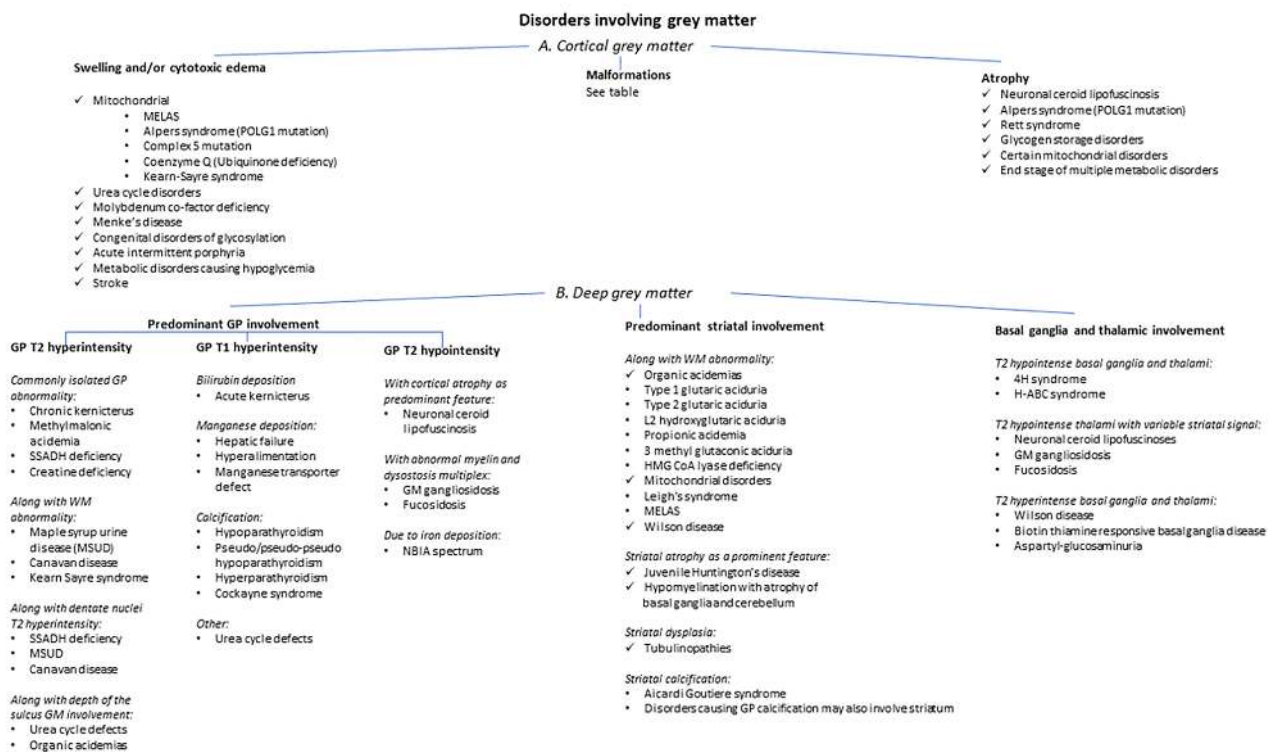 Disorders involving grey matter
A. Cortical grey matter
Swelling and/or cytotoxic edema
✓ Mitochondrial
• MELAS
• Alpers syndrome (POLG1 mutation)
• Complex 5 mutation
• Coenzyme Q (Ubiquinone deficiency)
• Kearn-Sayre syndrome
✓ Urea cycle disorders
✓ Molybdenum co-factor deficiency
✓ Menke's disease
✓ Congenital disorders of glycosylation
✓ Acute intermittent porphyria
✓ Metabolic disorders causing hypoglycemia
✓ Stroke
Malformations
See table
Atrophy
✓ Neuronal ceroid lipofuscinosis
✓ Alpers syndrome (POLG1 mutation)
✓ Rett syndrome
✓ Glycogen storage disorders
✓ Certain mitochondrial disorders
✓ End stage of multiple metabolic disorders
B. Deep grey matter
Predominant GP involvement
GP T2 hyperintensity
Commonly isolated GP
abnormality:
• Chronic kernicterus
• Methylmalonic
acidemia
• SSADH deficiency
• Creatine deficiency
Along with WM
abnormality:
• Maple syrup urine
disease (MSUD)
• Canavan disease
• Kearn Sayre syndrome
Along with dentate nuclei
T2 hyperintensity:
• SSADH deficiency
• MSUD
• Canavan disease
Along with depth of the
sulcus GM involvement:
• Urea cycle defects
• Organic acidemias
GP T1 hyperintensity
Bilirubin deposition
• Acute kernicterus
Manganese deposition:
• Hepatic failure
• Hyperalimentation
• Manganese transporter
defect
Calcification:
• Hypoparathyroidism
• Pseudo/pseudo-pseudo
hypoparathyroidism
• Hyperparathyroidism
• Cockayne syndrome
Other:
• Urea cycle defects
GP T2 hypointensity
With cortical atrophy as
predominant feature:
• Neuronal ceroid
lipofuscinosis
With abnormal myelin and
dysostosis multiplex:
• GM gangliosidosis
• Fucosidosis
Due to iron deposition:
• NBIA spectrum
Predominant striatal involvement
Along with WM abnormality:
✓ Organic acidemias
• Type 1 glutaric aciduria
• Type 2 glutaric aciduria
• L2 hydroxyglutaric aciduria
• Propionic acidemia
• 3 methyl glutaconic aciduria
• HMG CoA lyase deficiency
✓ Mitochondrial disorders
• Leigh's syndrome
• MELAS
✓ Wilson disease
Striatal atrophy as a prominent feature:
✓ Juvenile Huntington's disease
✓ Hypomyelination with atrophy of
basal ganglia and cerebellum
Striatal dysplasia:
✓ Tubulinopathies
Striatal calcification:
• Aicardi Goutiere syndrome
• Disorders causing GP calcification may also involve striatum
Basal ganglia and thalamic involvement
T2 hypointense basal ganglia and thalami:
• 4H syndrome
• H-ABC syndrome
T2 hypointense thalami with variable striatal signal:
• Neuronal ceroid lipofuscinoses
• GM gangliosidosis
• Fucosidosis
T2 hyperintense basal ganglia and thalami:
• Wilson disease
• Biotin thiamine responsive basal ganglia disease
• Aspartyl-glucosaminuria